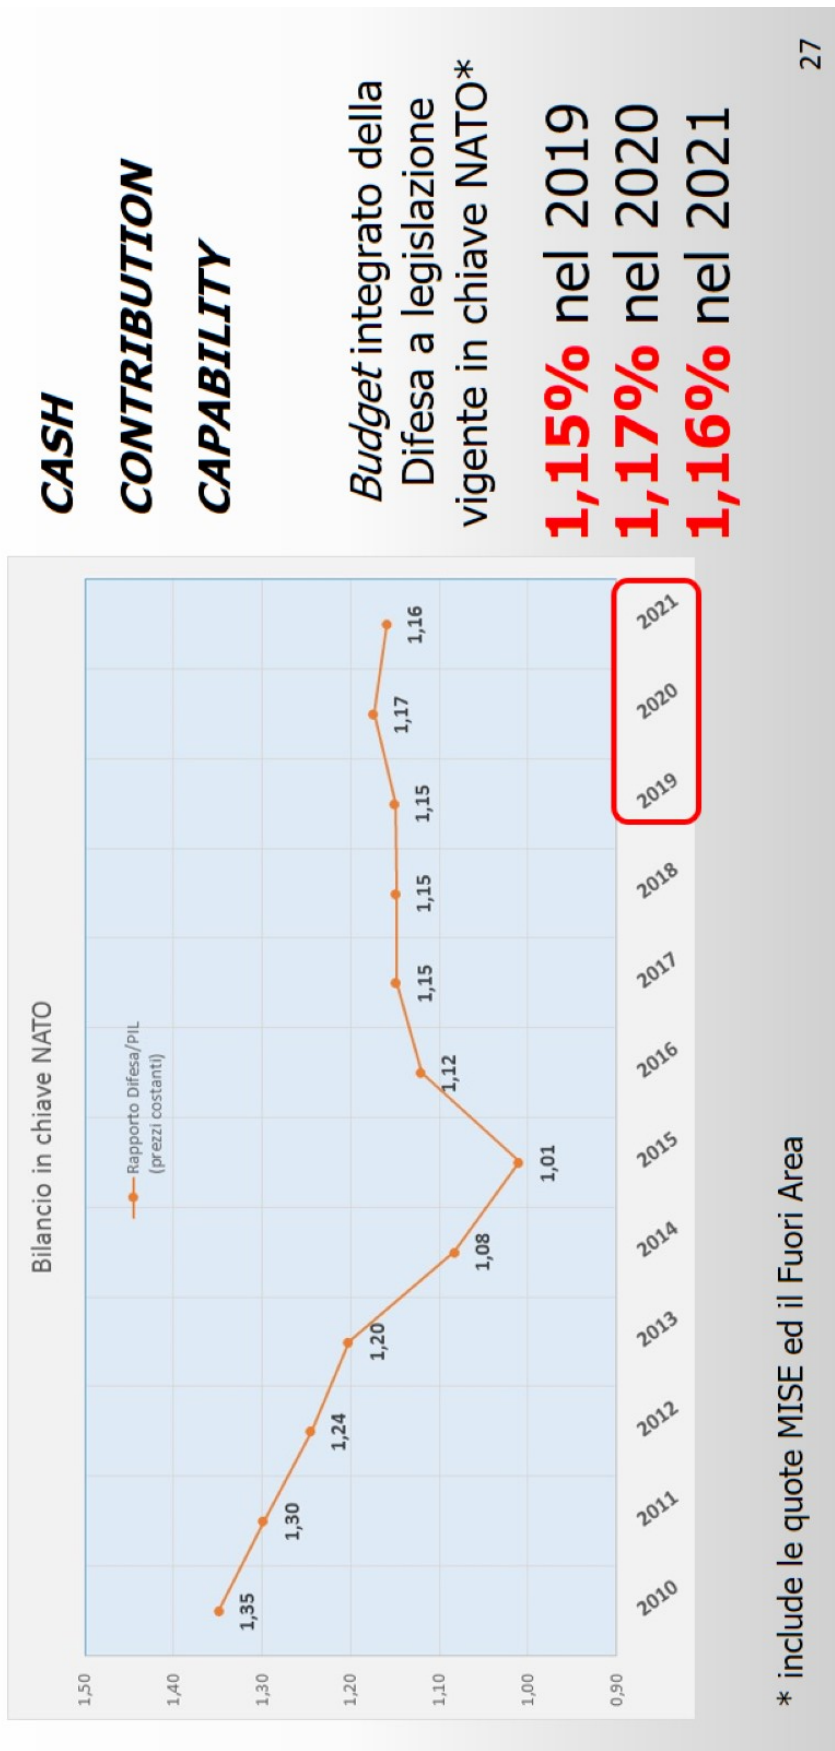 CASH
CONTRIBUTION
CAPABILITY
Bilancio in chiave NATO
Rapporto Difesa/PIL
(prezzi costanti)
1,50
1,40
1,30
1,20
1,10
1,00
0,90
1,35
1,30
1,24
1,20
1,08
1,01
1,12
1,15
1,15
1,15
1,17
1,16
2010
2011
2012
2013
2014
2015
2016
2017
2018
2019
2020
2021
Budget integrato della
Difesa a legislazione
vigente in chiave NATO*
1,15% nel 2019
1,17% nel 2020
1,16% nel 2021
* include le quote MISE ed il Fuori Area
27